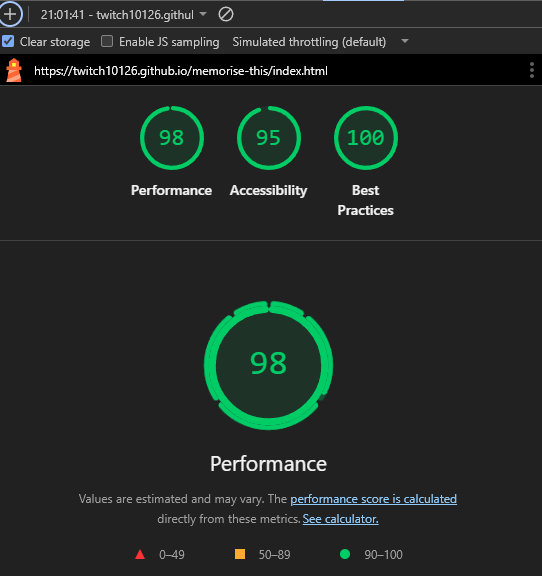 21:01:41 - twitch10126.githul
Clear storage Enable JS sampling Simulated throttling (default)
https://twitch10126.github.io/memorise-this/index.html
98 95 100
Performance Accessibility Best
Practices
98
Performance
Values are estimated and may vary. The performance score is calculated
directly from these metrics. See calculator.
0–49 50–89 90–100